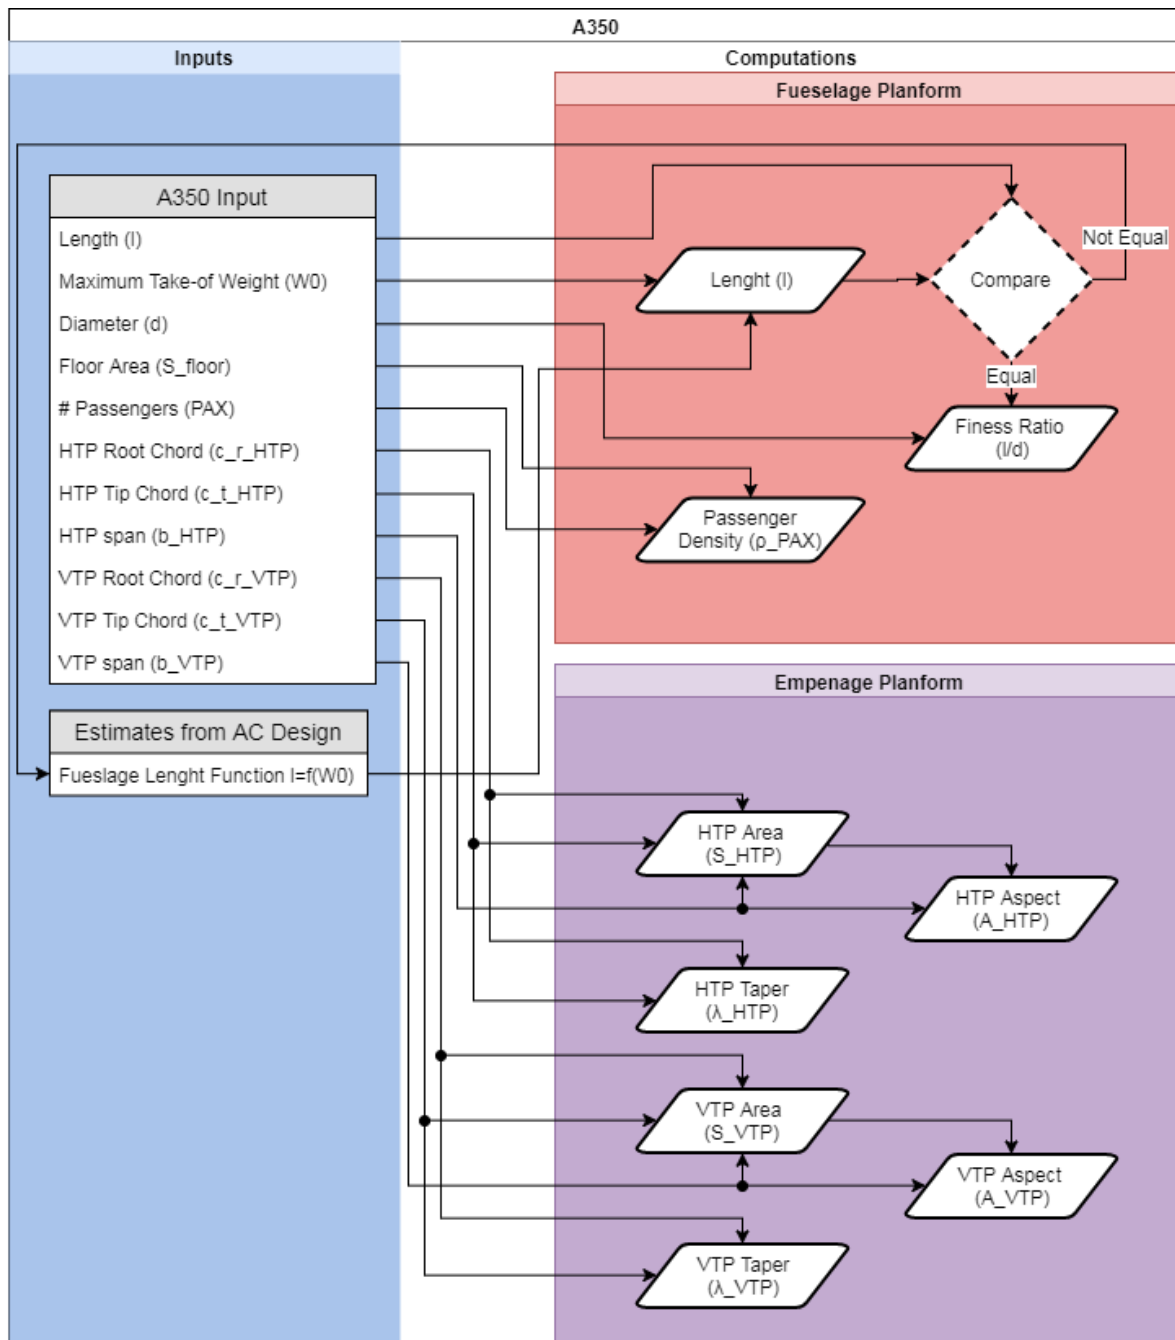 A350
Inputs
Computations
Fueselage Planform
A350 Input
Length (l)
Maximum Take-of Weight (W0)
Diameter (d)
Floor Area (S_floor)
# Passengers (PAX)
HTP Root Chord (c_r_HTP)
HTP Tip Chord (c_t_HTP)
HTP span (b_HTP)
VTP Root Chord (c_r_VTP)
VTP Tip Chord (c_t_VTP)
VTP span (b_VTP)
Estimates from AC Design
Fueslage Lenght Function l=f(W0)
Lenght (l)
Compare
Not Equal
Equal
Finess Ratio
(l/d)
Passenger
Density (ρ_PAX)
Empenage Planform
HTP Area
(S_HTP)
HTP Aspect
(A_HTP)
HTP Taper
(λ_HTP)
VTP Area
(S_VTP)
VTP Aspect
(A_VTP)
VTP Taper
(λ_VTP)